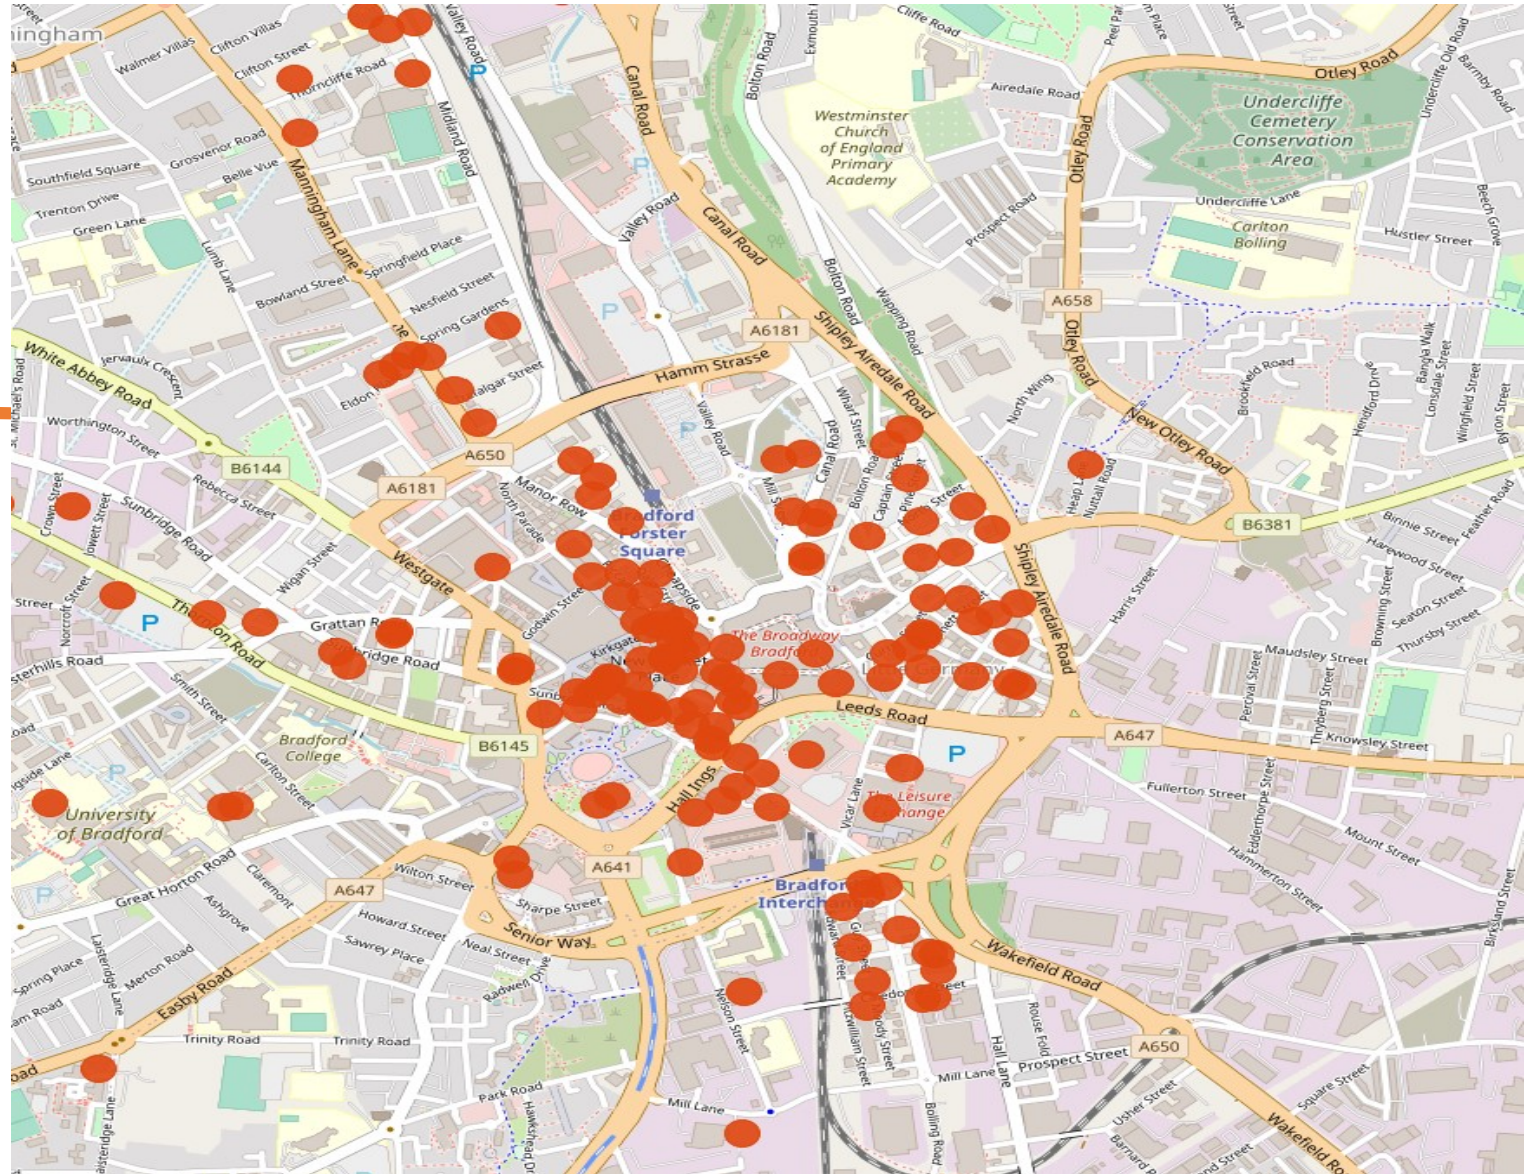 ningham
Walmer Villas
Clifton Villas
Clifton Street
Thorncliffe Road
Valley Road
P
Canal Road
Bolton Road
Cliffe Road
Airedale Road
Otley Road
Undercliffe Old Road
Barmby Road
Undercliffe
Cemetery
Conservation
Area
Westminster
Church
of England
Primary
Academy
Grosvenor Road
Belle Vue
Midland Road
Southfield Square
Trenton Drive
Green Lane
Lumb Lane
Manningham Lane
P
Valley Road
Canal Road
Prospect Road
Otley Road
Undercliffe Lane
Carlton
Bolling
Hustler Street
Beech Grove
Springfield Place
Bowland Street
Nesfield Street
Spring Gardens
P
Bolton Road
Wapping Road
A658
A6181
Shipley Airedale Road
Hamm Strasse
Otley Road
White Abbey Road
Jervaulx Crescent
Worthington Street
B6144
Rebecca Street
A650
A6181
Manor Row
North Parade
Valley Road
P
Wharf Street
Canal Road
North Wing
New Otley Road
Brookfield Road
Hendford Drive
Bangla Walk
Lonsdale Street
Wingfield Street
Byron Street
Heap Lane
Nuttall Road
B6381
Binnie Street
Feather Road
Harewood Street
Crown Street
Jowett Street
Sunbridge Road
Wigan Street
Westgate
Bradford
Forster
Square
Captain Street
Shipley Airedale Road
Harris Street
Browning Street
Seaton Street
Thursby Street
Maudsley Street
Norcroft Street
P
Thornton Road
Grattan Road
Godwin Street
Kirkgate
The Broadway
Bradford
Smith Street
B6145
Leeds Road
A647
Percival Street
Thryberg Street
Knowsley Street
Bradford
College
Carlton Street
P
University
of Bradford
P
Hall Ings
Vicar Lane
P
The Leisure
Exchange
Fullerton Street
Edderthorpe Street
Mount Street
Hammerton Street
Birksland Street
Great Horton Road
Claremont
A647
Wilton Street
A641
Bradford
Interchange
Ashgrove
Howard Street
Sharpe Street
Sawrey Place
Neal Street
Senior Way
Radwell Drive
Laisteridge Lane
Merton Road
Spring Place
Easby Road
Trinity Road
Trinity Road
Nelson Street
Fitzwilliam Street
Wakefield Road
Rouse Fold
Hall Lane
A650
Prospect Street
Mill Lane
Mill Lane
Park Road
Bolling Road
Usher Street
Square Street
Wakefield Ro